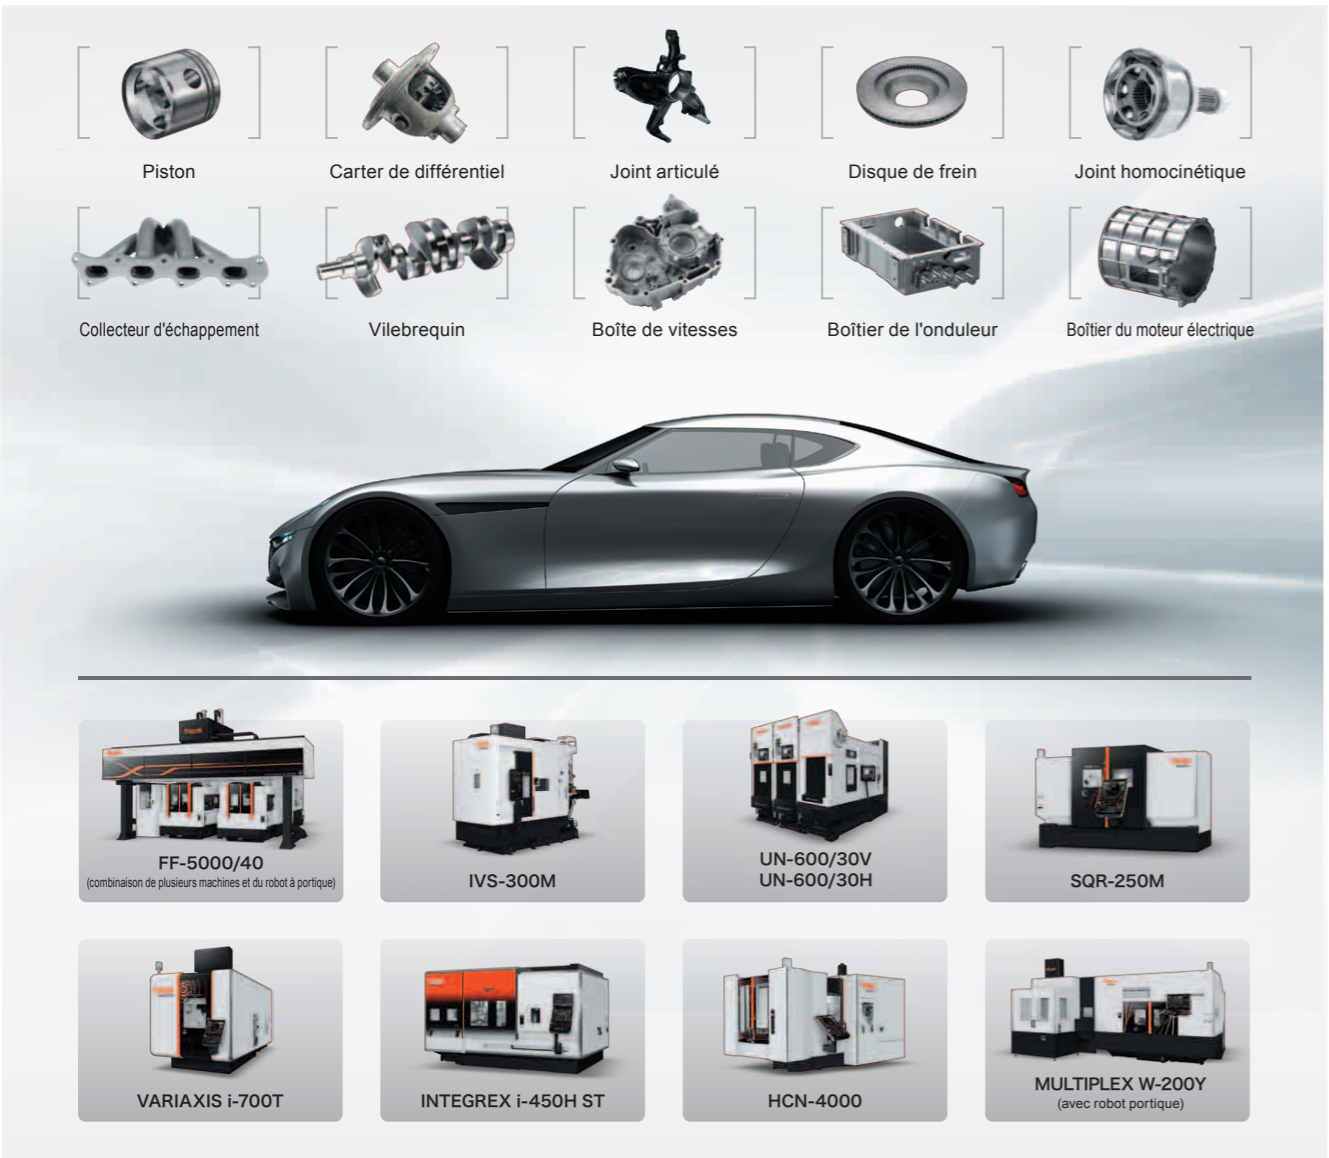 Piston
Carter de différentiel
Joint articulé
Disque de frein
Joint homocinétique
Collecteur d'échappement
Vilebrequin
Boîte de vitesses
Boîtier de l'onduleur
Boîtier du moteur électrique
FF-5000/40
(combinaison de plusieurs machines et du robot à portique)
IVS-300M
UN-600/30V
UN-600/30H
SQR-250M
VARIAXIS i-700T
INTEGREX i-450H ST
HCN-4000
MULTIPLEX W-200Y
(avec robot portique)